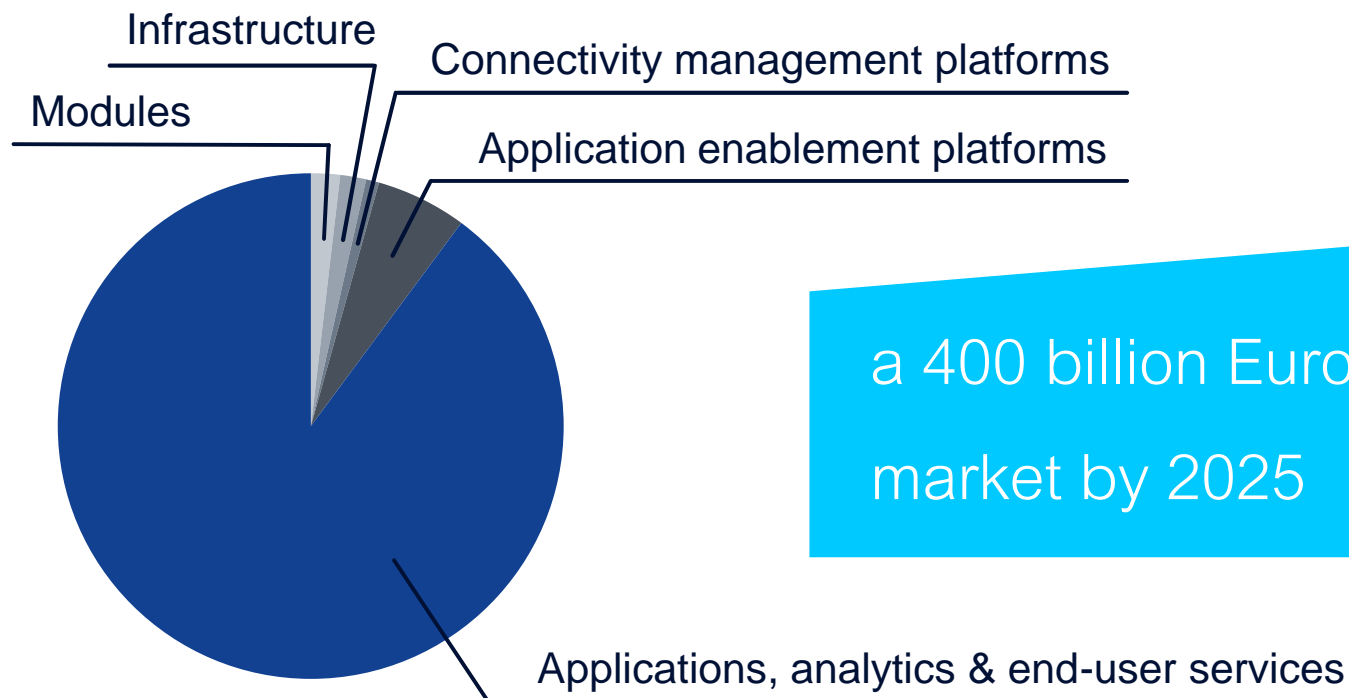 Infrastructure
Connectivity management platforms
Modules
Application enablement platforms
a 400 billion Euro
market by 2025
Applications, analytics & end-user services